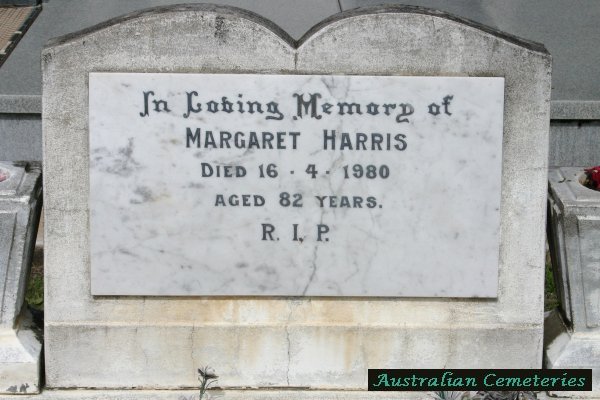 In Loving Memory of
MARGARET HARRIS
DIED 16 - 4 - 1980
AGED 82 YEARS.
R. I. P.
Australian Cemeteries